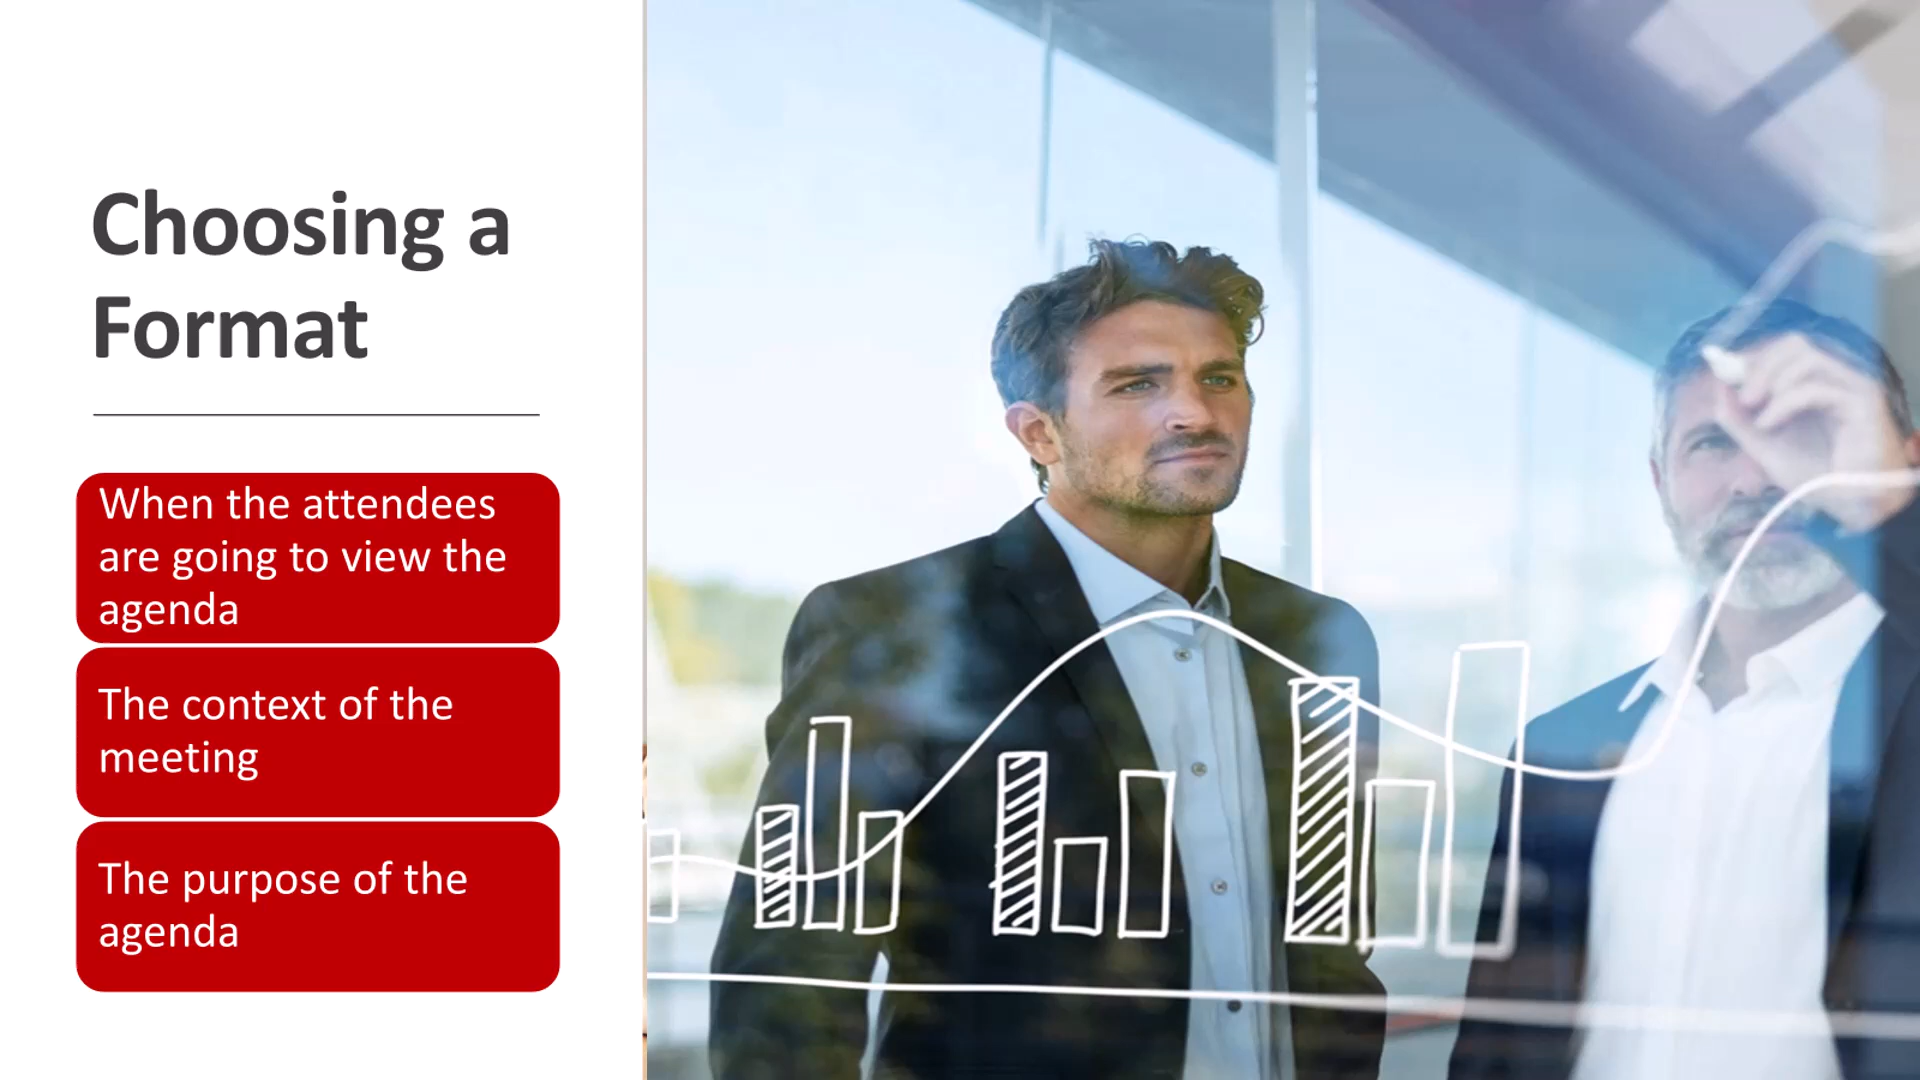 Choosing a
Format
When the attendees
are going to view the
agenda
The context of the
meeting
The purpose of the
agenda